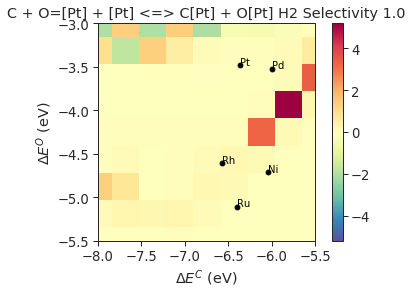 C + O=[Pt] + [Pt] <=> C[Pt] + O[Pt] H2 Selectivity 1.0
−3.0
−3.5
−4.0
−4.5
−5.0
−5.5
ΔE^O (eV)
Pt
Pd
Rh
Ni
Ru
−8.0 −7.5 −7.0 −6.5 −6.0 −5.5
ΔE^C (eV)
4
2
0
−2
−4